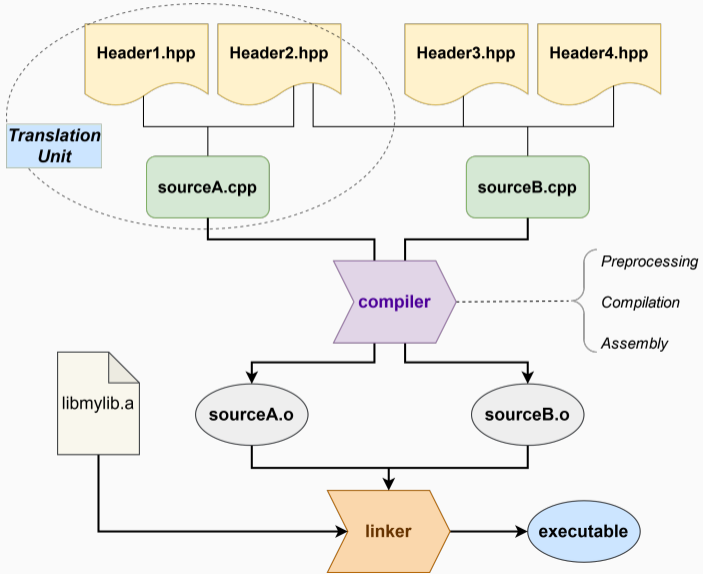 Header1.hpp
Header2.hpp
Header3.hpp
Header4.hpp
Translation
Unit
sourceA.cpp
sourceB.cpp
compiler
Preprocessing
Compilation
Assembly
libmylib.a
sourceA.o
sourceB.o
linker
executable